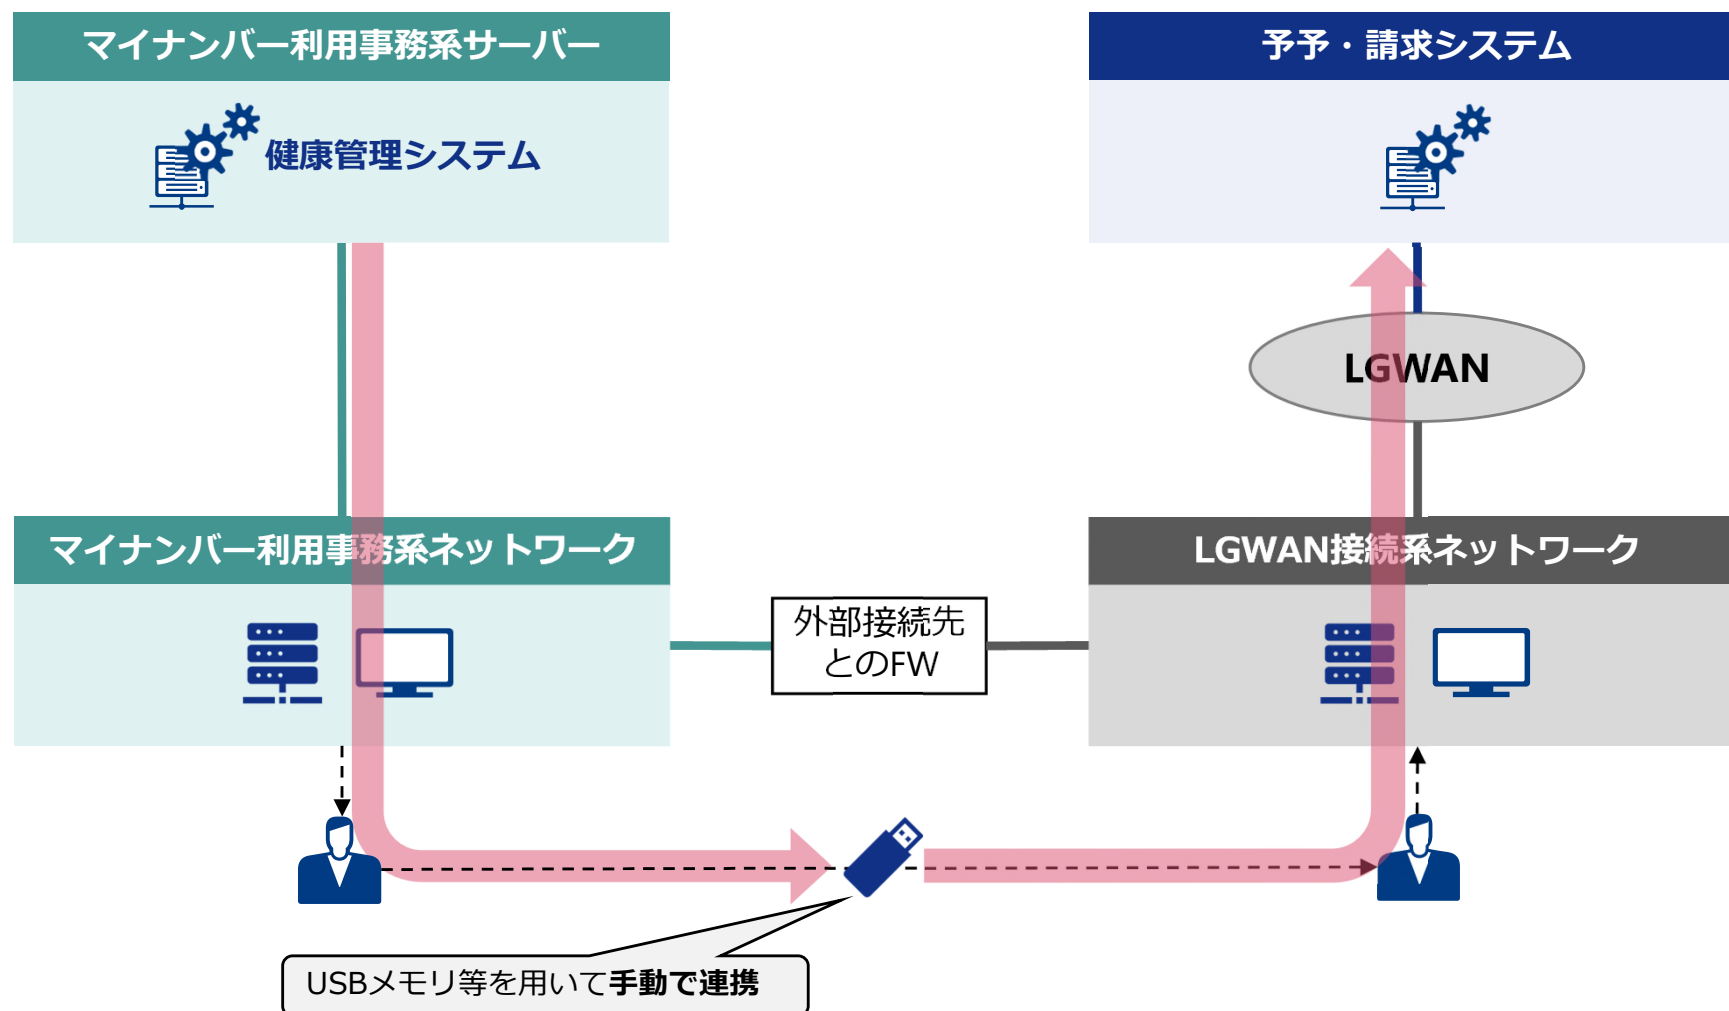 マイナンバー利用事務系サーバー
予予・請求システム
健康管理システム
LGWAN
マイナンバー利用事務系ネットワーク
LGWAN接続系ネットワーク
外部接続先
とのFW
USBメモリ等を用いて手動で連携